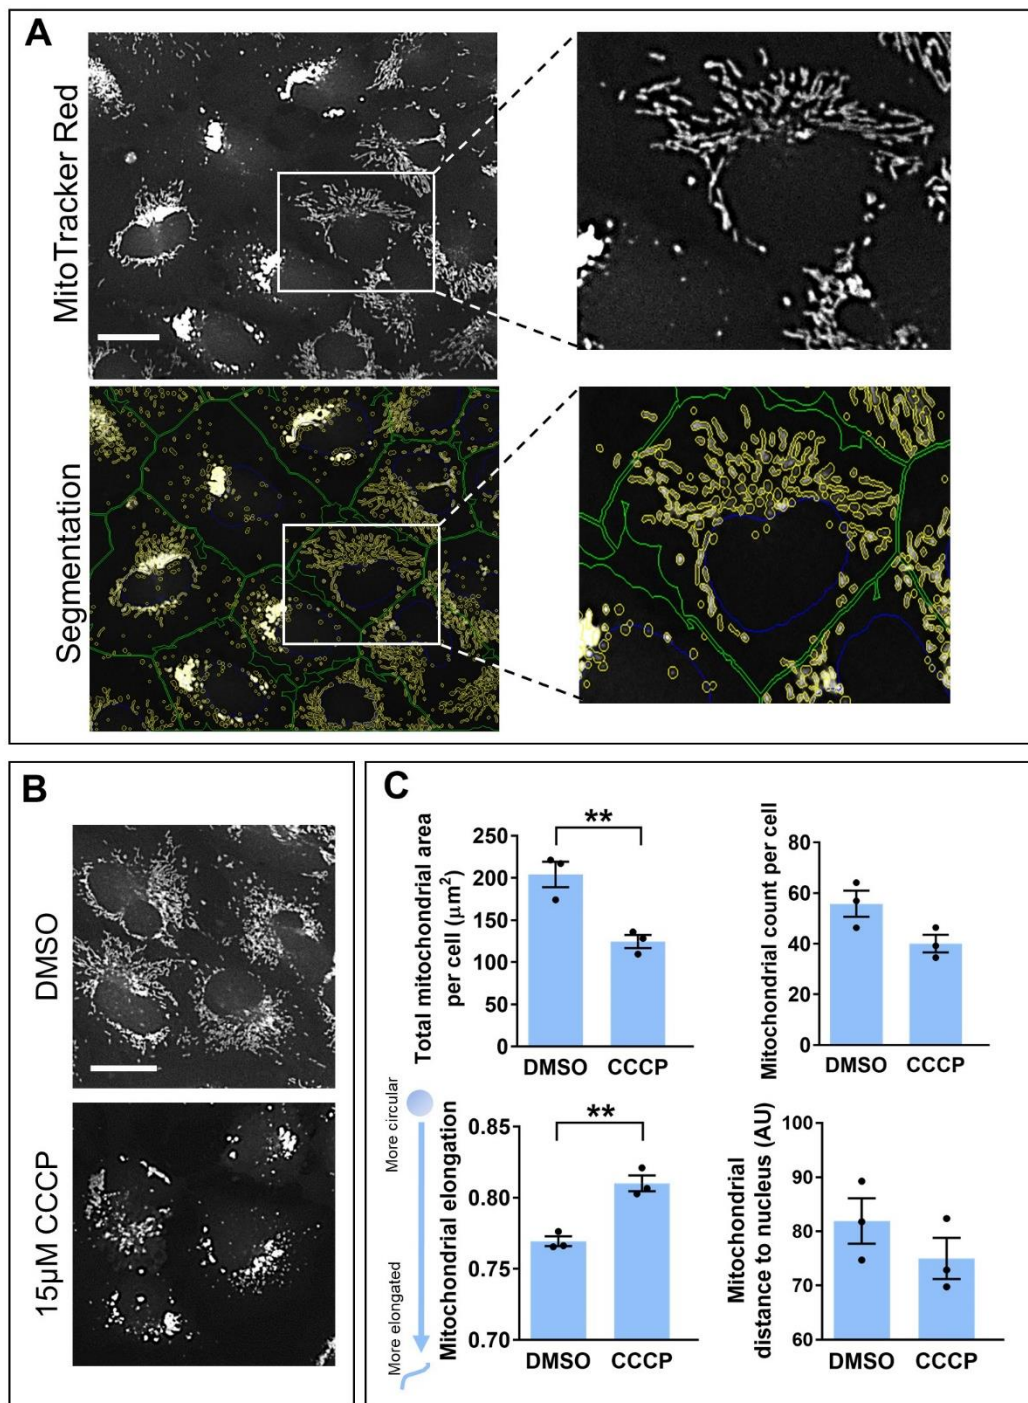 A
MitoTracker Red
Segmentation
B
DMSO
15µM CCCP
C
Total mitochondrial area
per cell (µm²)
250
200
150
100
50
0
**
DMSO CCCP
Mitochondrial count per cell
80
60
40
20
0
DMSO CCCP
More circular
More elongated
Mitochondrial elongation
0.85
0.80
0.75
0.70
**
DMSO CCCP
Mitochondrial
distance to nucleus (AU)
100
90
80
70
60
DMSO CCCP